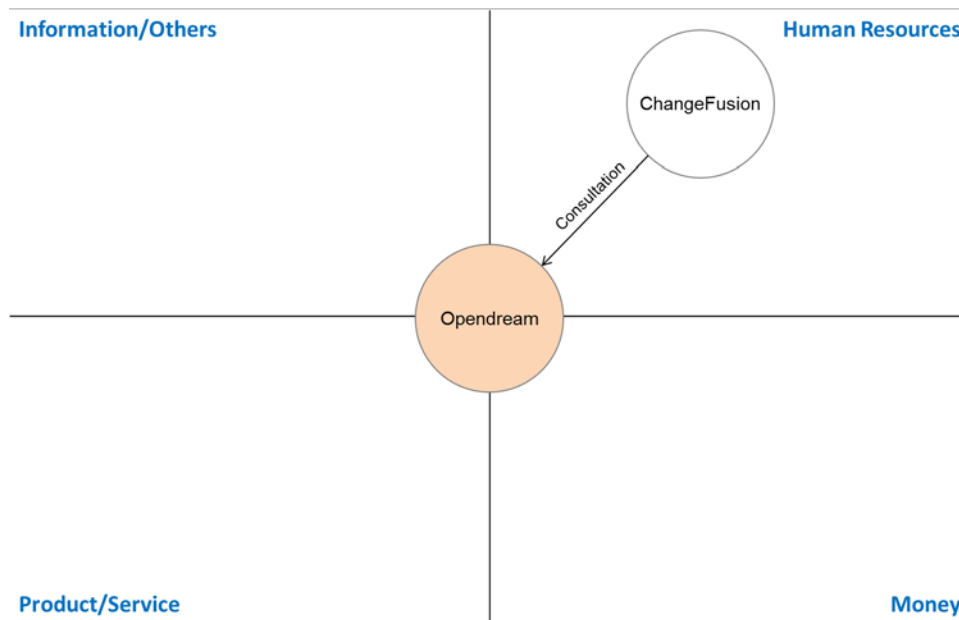 Information/Others
Human Resources
ChangeFusion
Consultation
Opendream
Product/Service
Money